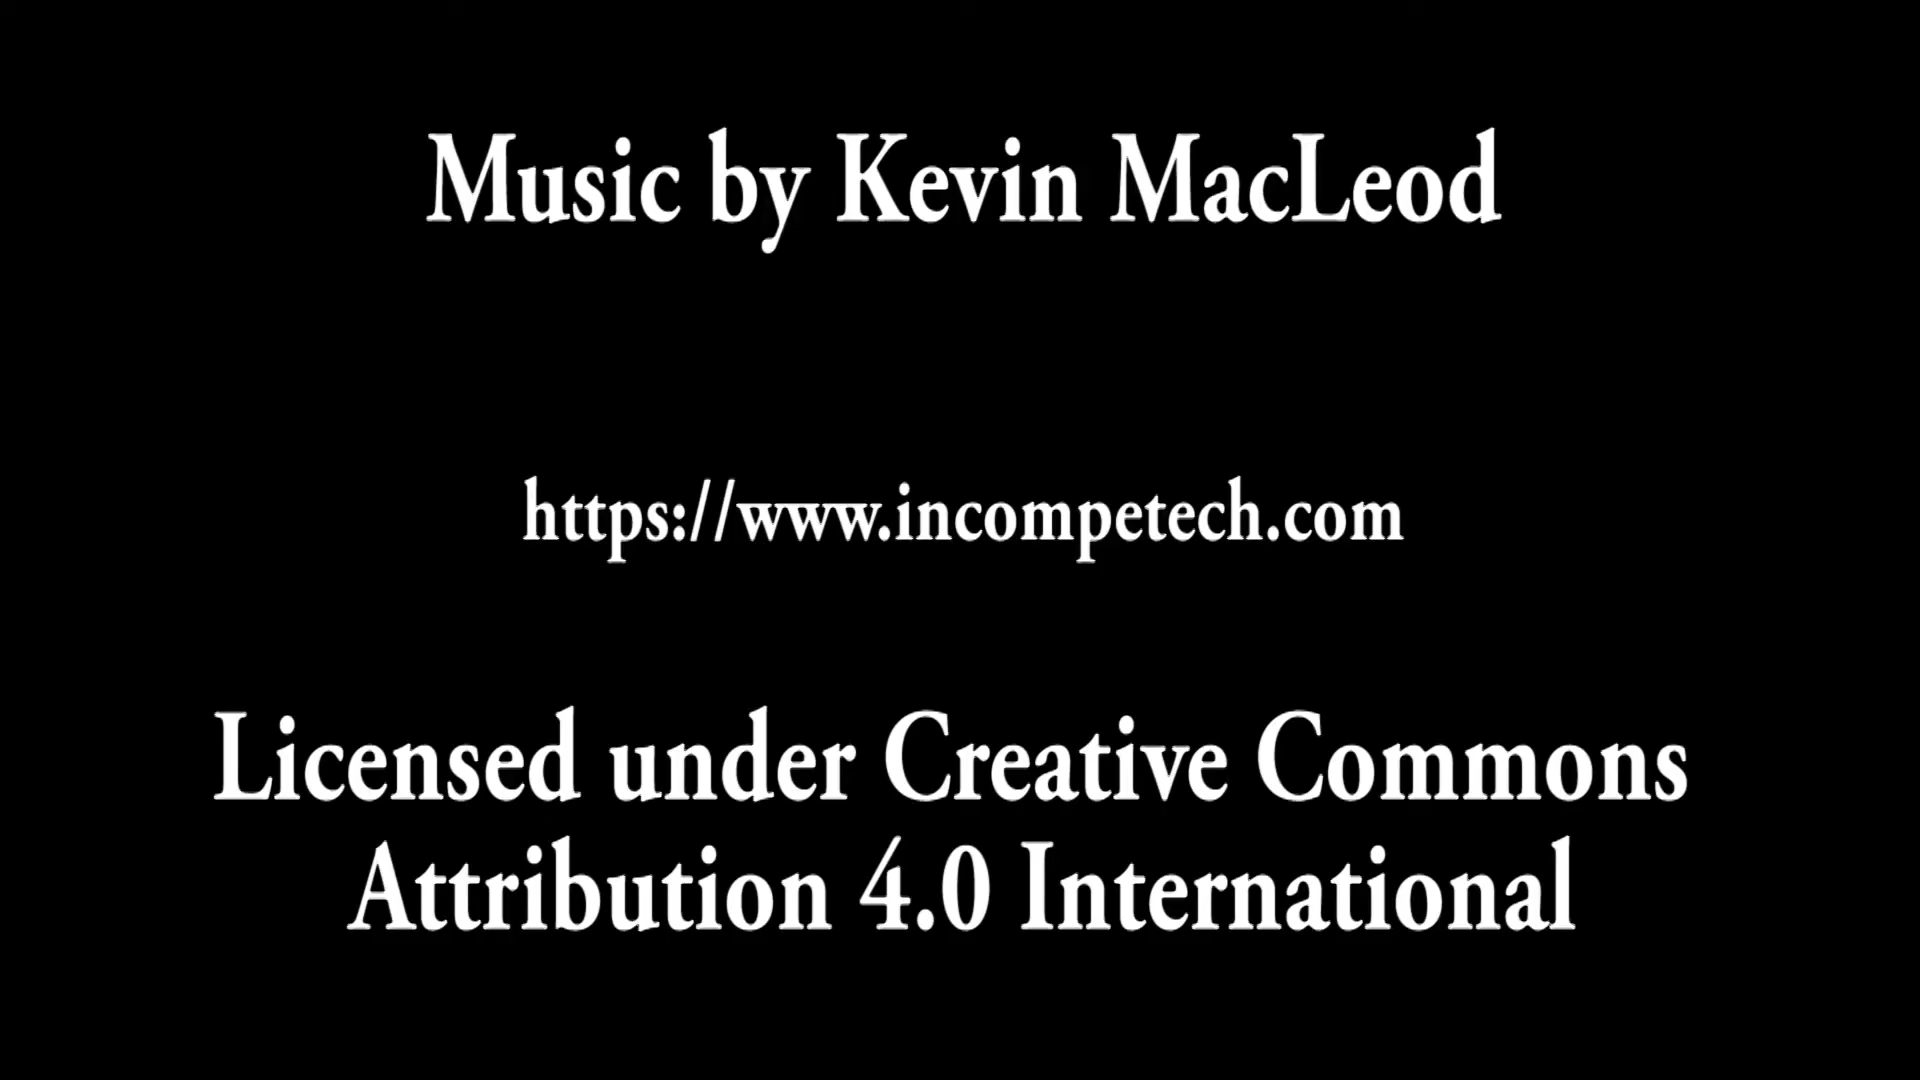 Music by Kevin MacLeod
https://www.incompetech.com
Licensed under Creative Commons
Attribution 4.0 International